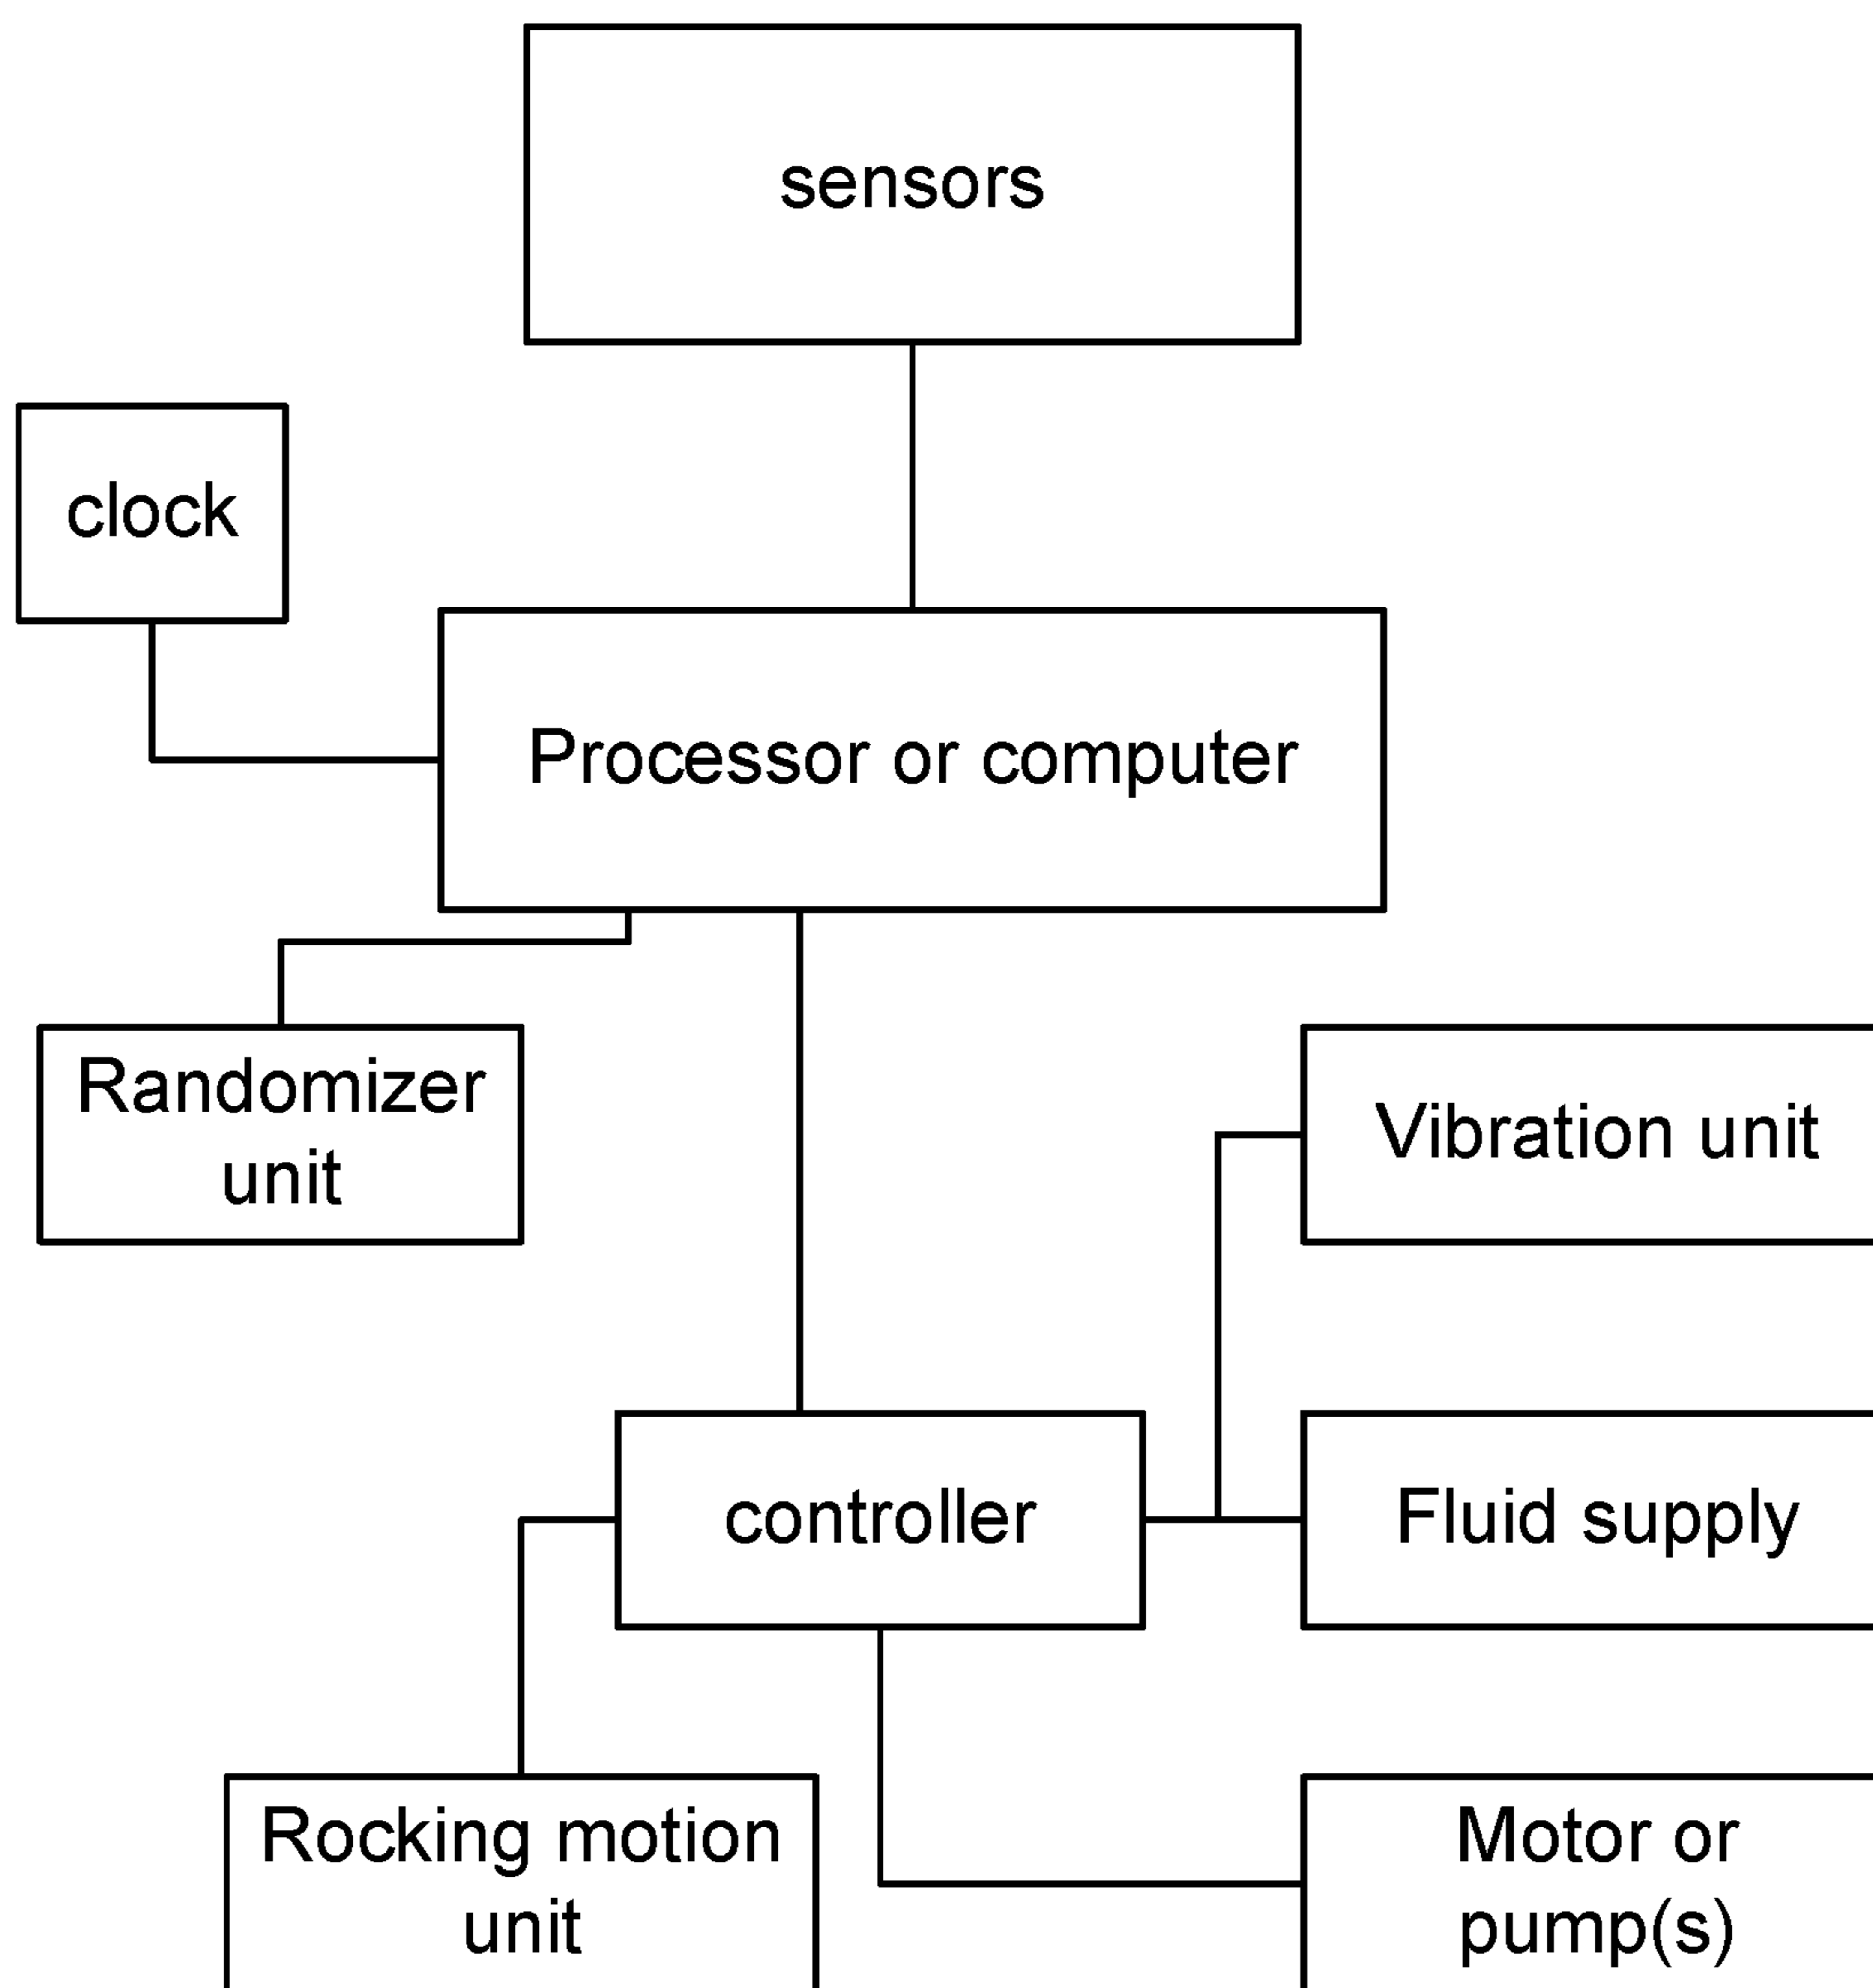 sensors
clock
Processor or computer
Randomizer
unit
Vibration unit
controller
Fluid supply
Rocking motion
unit
Motor or
pump(s)